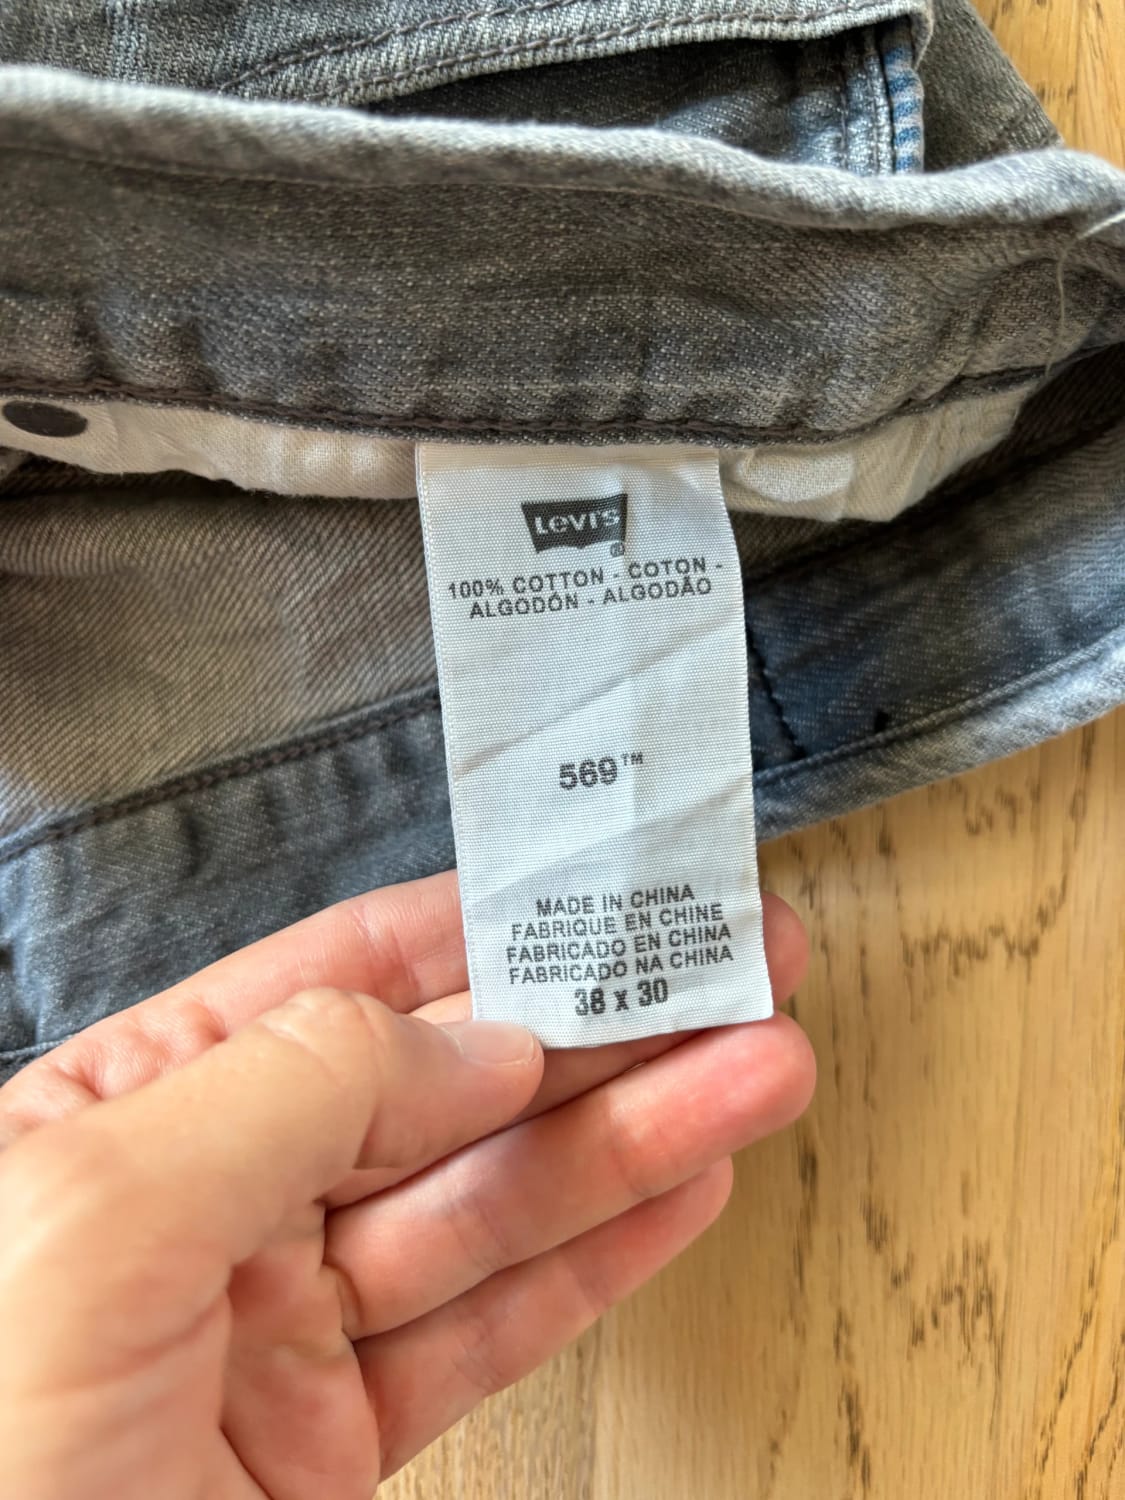 Levi's
®
100% COTTON - COTON -
ALGODÓN - ALGODÃO
569™
MADE IN CHINA
FABRIQUE EN CHINE
FABRICADO EN CHINA
FABRICADO NA CHINA
38 x 30